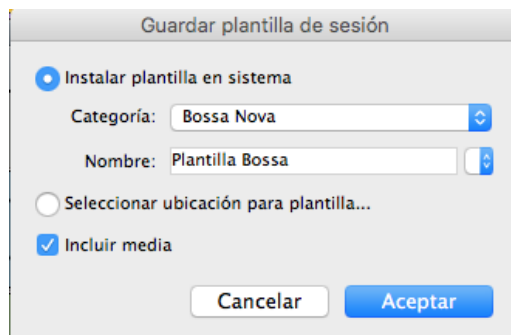 Guardar plantilla de sesión
Instalar plantilla en sistema
Categoría: Bossa Nova
Nombre: Plantilla Bossa
Seleccionar ubicación para plantilla...
Incluir media
Cancelar Aceptar